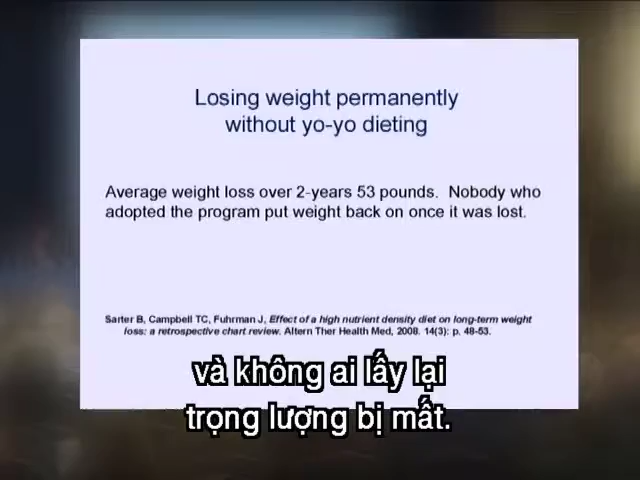 Losing weight permanently
without yo-yo dieting
Average weight loss over 2-years 53 pounds. Nobody who
adopted the program put weight back on once it was lost.
Sarter B, Campbell TC, Fuhrman J, Effect of a high nutrient density diet on long-term weight
loss: a retrospective chart review. Altern Ther Health Med, 2008. 14(3): p. 48-53.
và không ai lấy lại
trọng lượng bị mất.